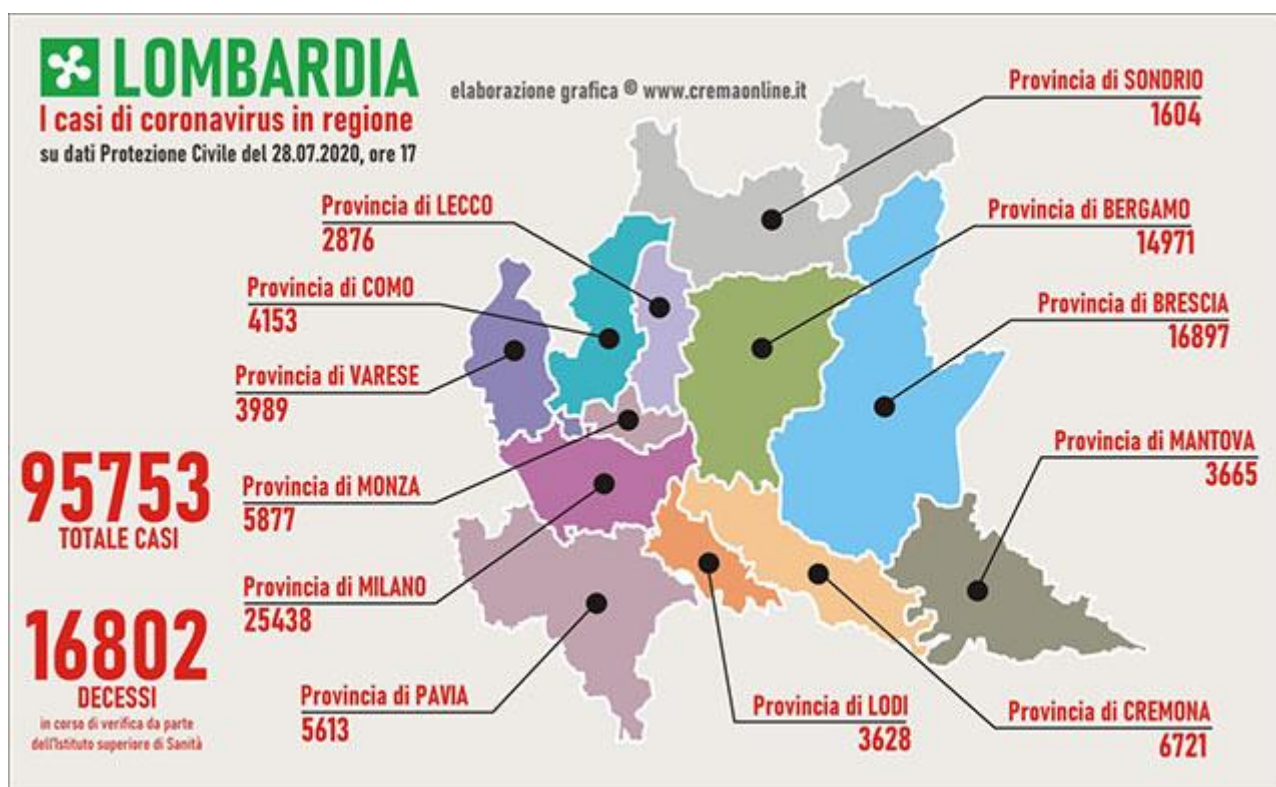 LOMBARDIA
I casi di coronavirus in regione
su dati Protezione Civile del 28.07.2020, ore 17
elaborazione grafica © www.cremaonline.it
Provincia di SONDRIO
1604
Provincia di LECCO
2876
Provincia di BERGAMO
14971
Provincia di COMO
4153
Provincia di BRESCIA
16897
Provincia di VARESE
3989
Provincia di MANTOVA
3665
95753
TOTALE CASI
Provincia di MONZA
5877
Provincia di MILANO
25438
16802
DECESSI
in corso di verifica da parte
dell'Istituto superiore di Sanità
Provincia di PAVIA
5613
Provincia di LODI
3628
Provincia di CREMONA
6721